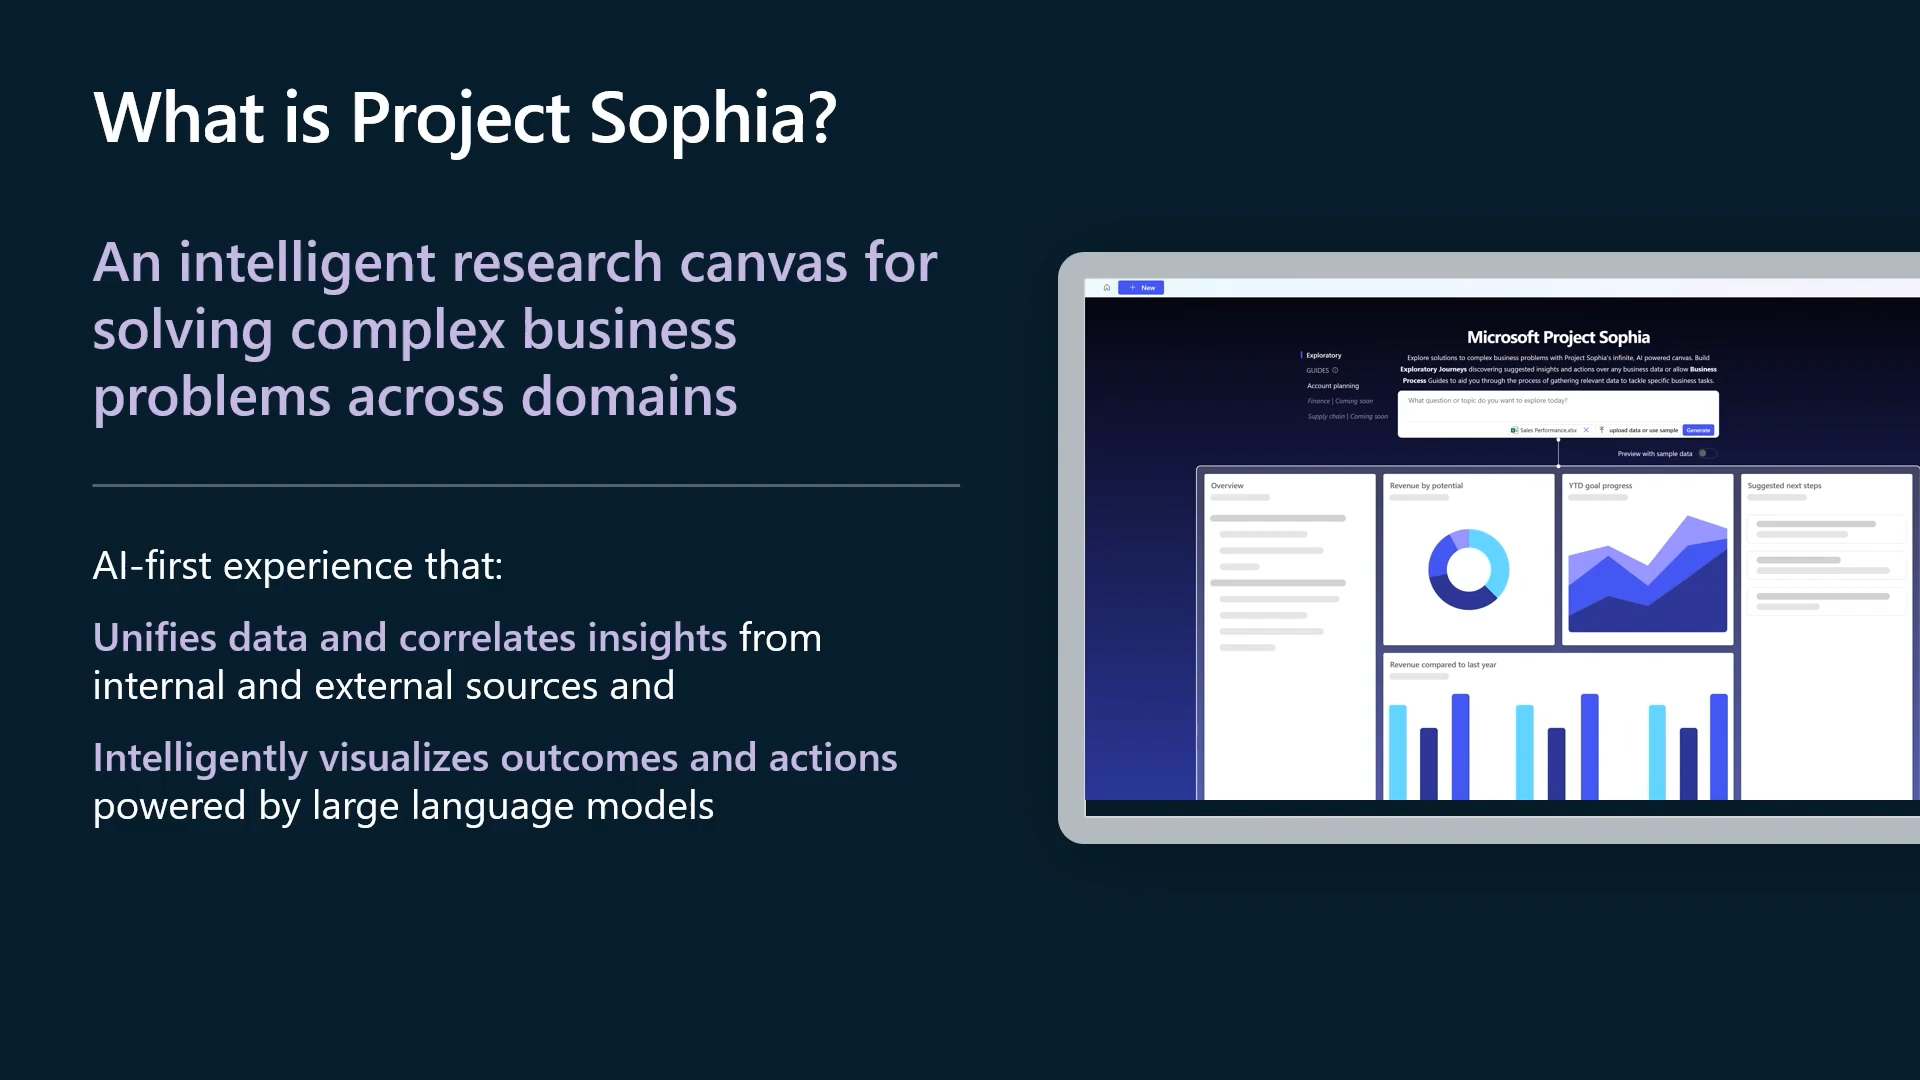 What is Project Sophia?
An intelligent research canvas for
solving complex business
problems across domains
AI-first experience that:
Unifies data and correlates insights from
internal and external sources and
Intelligently visualizes outcomes and actions
powered by large language models
+ New
Microsoft Project Sophia
Explore solutions to complex business problems with Project Sophia's infinite, AI powered canvas. Build
Exploratory Journeys discovering suggested insights and actions over any business data or allow Business
Process Guides to aid you through the process of gathering relevant data to tackle specific business tasks.
Exploratory
GUIDES
Account planning
Finance | Coming soon
Supply chain | Coming soon
What question or topic do you want to explore today?
Sales Performance.xlsx
upload data or use sample
Generate
Preview with sample data
Overview
Revenue by potential
YTD goal progress
Suggested next steps
Revenue compared to last year